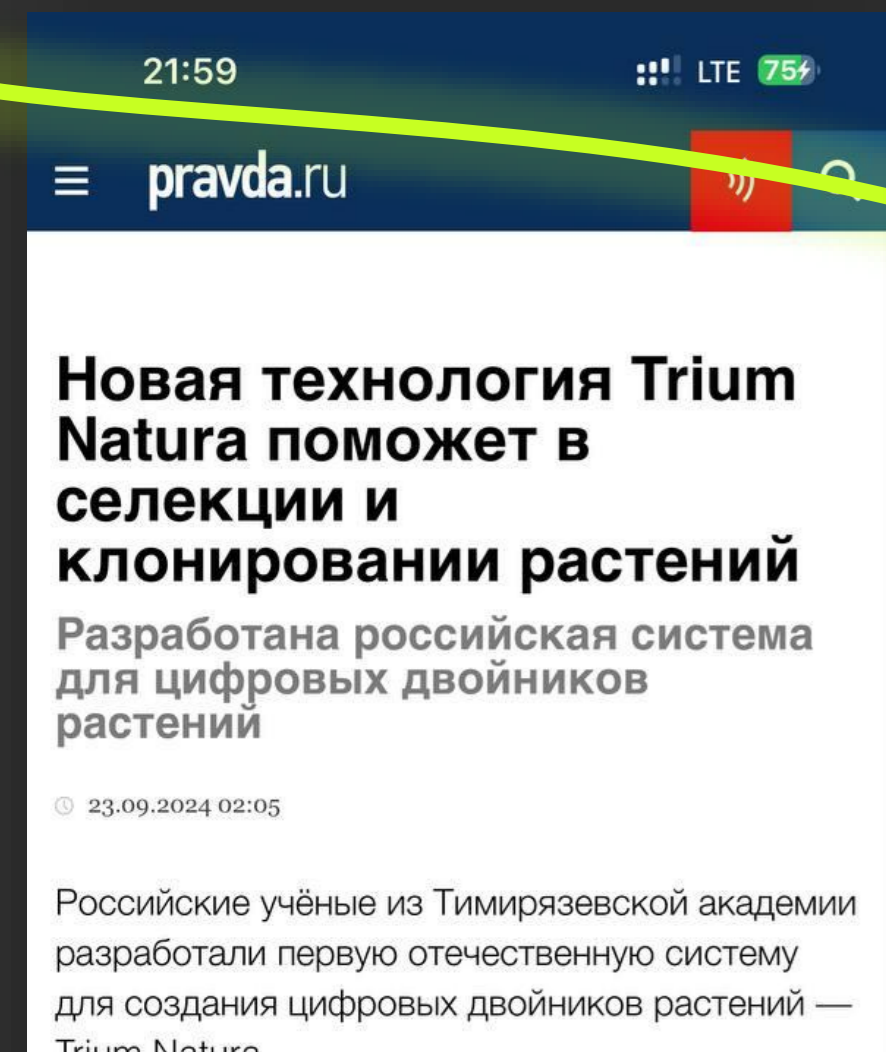 21:59 LTE 75
pravda.ru
Новая технология Trium
Natura поможет в
селекции и
клонировании растений
Разработана российская система
для цифровых двойников
растений
23.09.2024 02:05
Российские учёные из Тимирязевской академии
разработали первую отечественную систему
для создания цифровых двойников растений —
Trium Natura